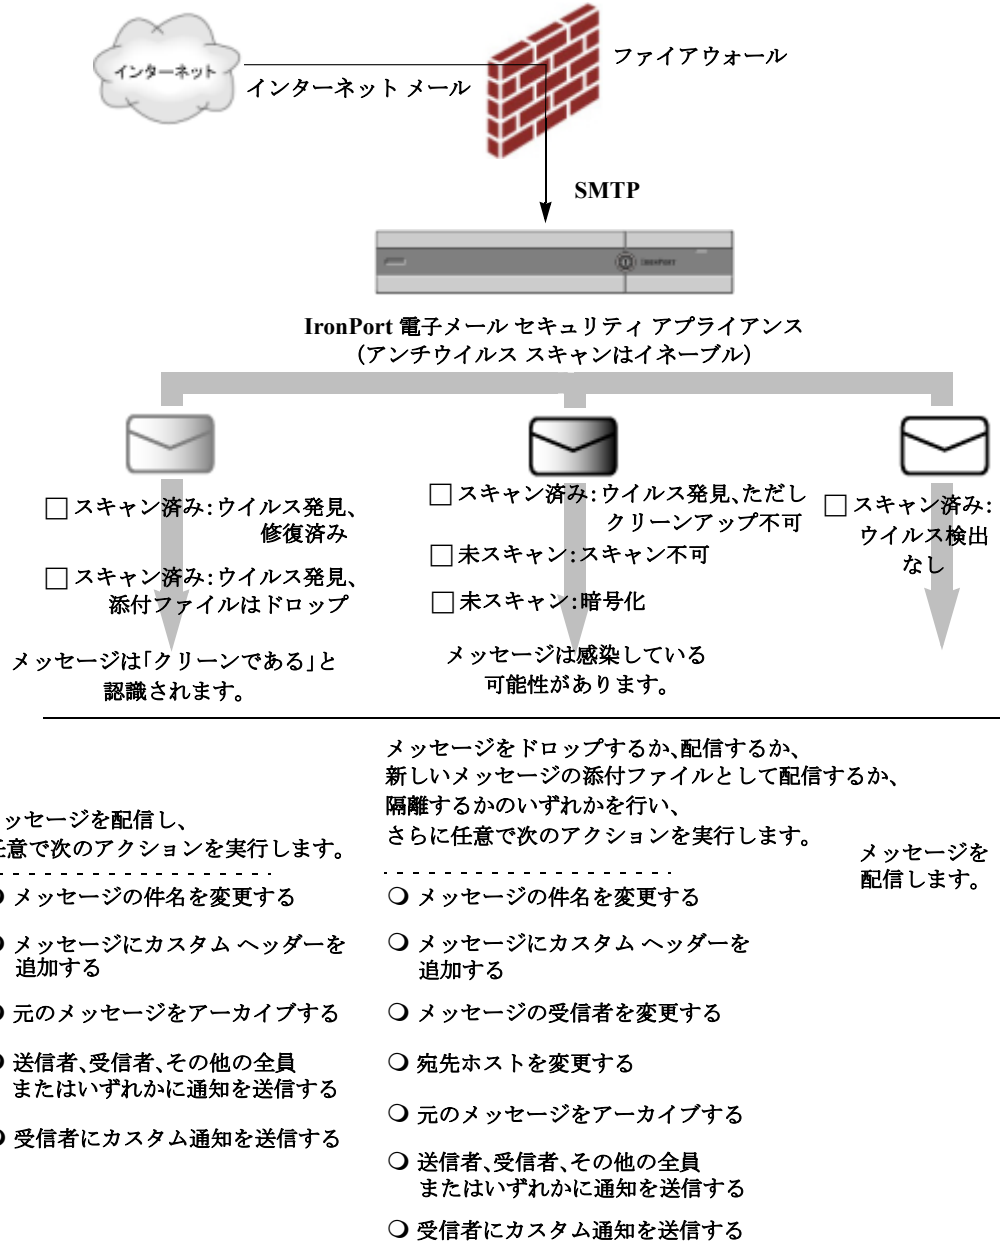 インターネット
インターネット メール
ファイアウォール
SMTP
IRONPORT
IronPort 電子メール セキュリティ アプライアンス
（アンチウイルス スキャンはイネーブル）
スキャン済み：ウイルス発見、
修復済み
スキャン済み：ウイルス発見、
添付ファイルはドロップ
メッセージは「クリーンである」と
認識されます。
スキャン済み：ウイルス発見、ただし
クリーンアップ不可
未スキャン：スキャン不可
未スキャン：暗号化
メッセージは感染している
可能性があります。
スキャン済み：
ウイルス検出
なし
ッセージを配信し、
任意で次のアクションを実行します。
メッセージの件名を変更する
メッセージにカスタム ヘッダーを
追加する
元のメッセージをアーカイブする
送信者、受信者、その他の全員
またはいずれかに通知を送信する
受信者にカスタム通知を送信する
メッセージをドロップするか、配信するか、
新しいメッセージの添付ファイルとして配信するか、
隔離するかのいずれかを行い、
さらに任意で次のアクションを実行します。
メッセージの件名を変更する
メッセージにカスタム ヘッダーを
追加する
メッセージの受信者を変更する
宛先ホストを変更する
元のメッセージをアーカイブする
送信者、受信者、その他の全員
またはいずれかに通知を送信する
受信者にカスタム通知を送信する
メッセージを
配信します。